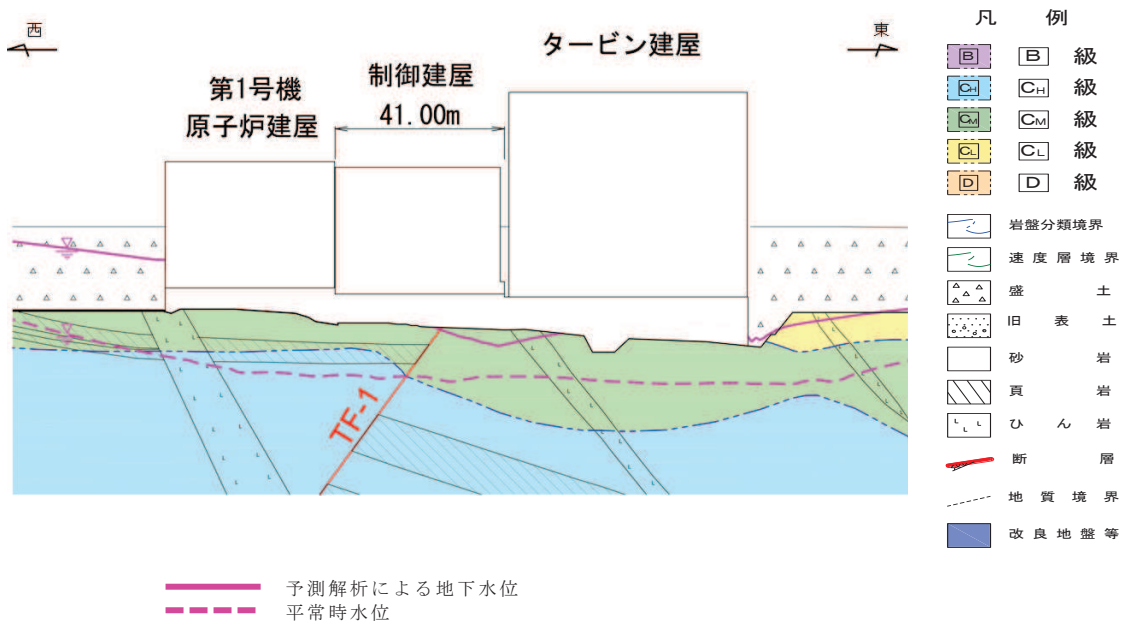 西
東
第1号機
原子炉建屋
制御建屋
41.00m
タービン建屋
TF-1
凡 例
B B 級
CH CH 級
CM CM 級
CL CL 級
D D 級
岩盤分類境界
速度層境界
盛土
旧表土
砂岩
頁岩
ひん岩
断層
地質境界
改良地盤等
予測解析による地下水位
平常時水位